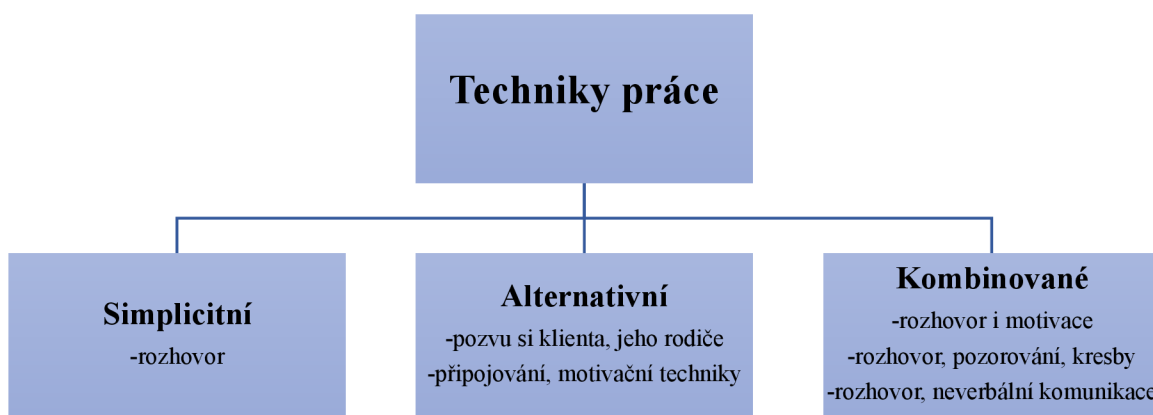 Techniky práce
Simplicitní
-rozhovor
Alternativní
-pozvu si klienta, jeho rodiče
-připojování, motivační techniky
Kombinované
-rozhovor i motivace
-rozhovor, pozorování, kresby
-rozhovor, neverbální komunikace